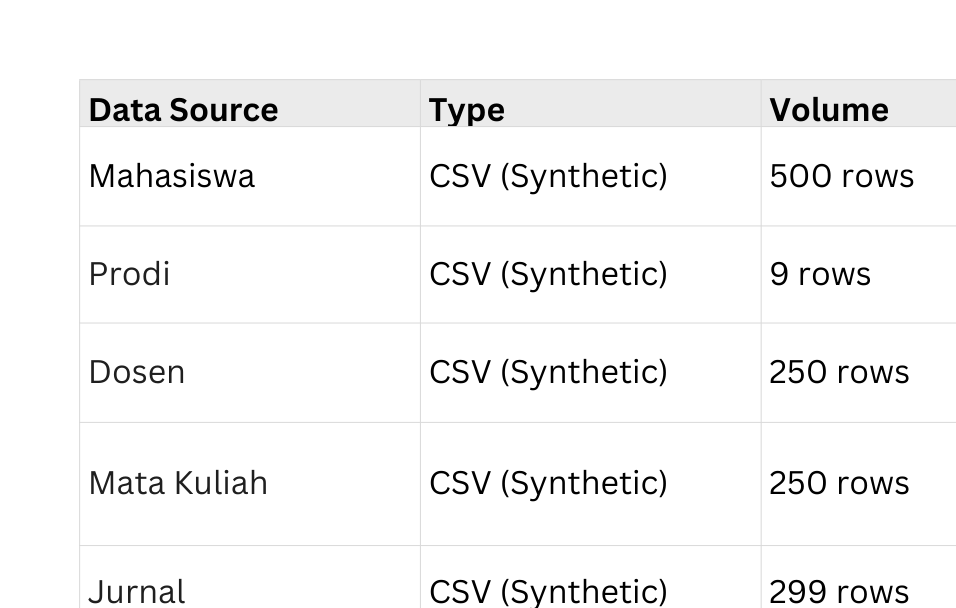 Data Source Type Volume
Mahasiswa CSV (Synthetic) 500 rows
Prodi CSV (Synthetic) 9 rows
Dosen CSV (Synthetic) 250 rows
Mata Kuliah CSV (Synthetic) 250 rows
Jurnal CSV (Synthetic) 299 rows